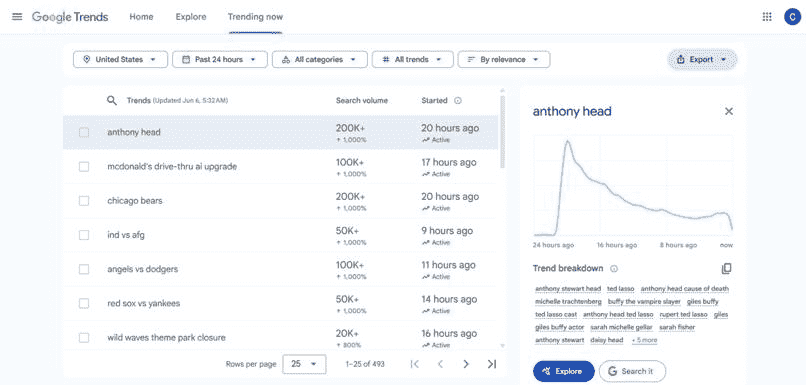 Google Trends Home Explore Trending now C
United States Past 24 hours All categories # All trends By relevance Export
Trends (Updated Jun 6, 5:32AM) Search volume Started
anthony head 200K+ 20 hours ago
↑ 1,000% Active
mcdonald's drive-thru ai upgrade 100K+ 17 hours ago
↑ 1,000% Active
chicago bears 200K+ 20 hours ago
↑ 1,000% Active
ind vs afg 50K+ 9 hours ago
↑ 1,000% Active
angels vs dodgers 100K+ 11 hours ago
↑ 1,000% Active
red sox vs yankees 50K+ 14 hours ago
↑ 1,000% Active
wild waves theme park closure 20K+ 16 hours ago
↑ 800% Active
Rows per page 25 1–25 of 493
anthony head
24 hours ago 16 hours ago 8 hours ago now
Trend breakdown
anthony stewart head ted lasso anthony head cause of death
michelle trachtenberg buffy the vampire slayer giles buffy
ted lasso cast anthony head ted lasso rupert ted lasso giles
giles buffy actor sarah michelle gellar sarah fisher
anthony stewart daisy head + 5 more
Explore G Search it